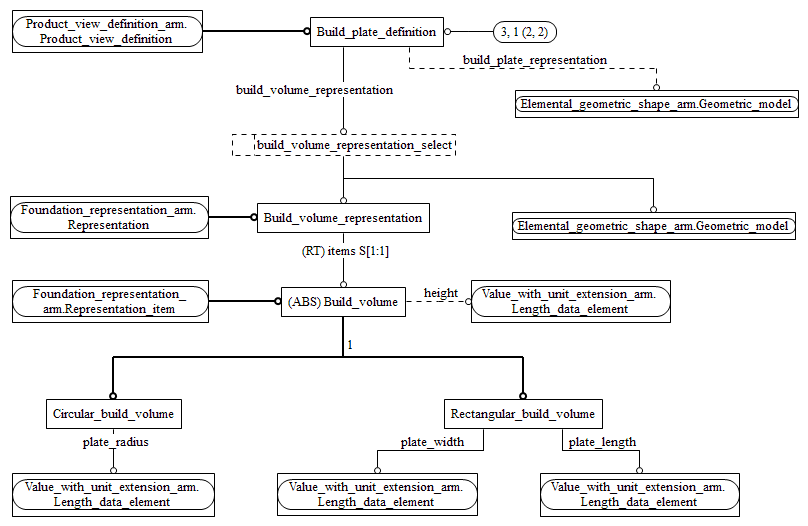 Product_view_definition_arm.
Product_view_definition
Build_plate_definition
3, 1 (2, 2)
build_plate_representation
build_volume_representation
Elemental_geometric_shape_arm.Geometric_model
build_volume_representation_select
Foundation_representation_arm.
Representation
Build_volume_representation
Elemental_geometric_shape_arm.Geometric_model
(RT) items S[1:1]
Foundation_representation_
arm.Representation_item
(ABS) Build_volume
height
Value_with_unit_extension_arm.
Length_data_element
1
Circular_build_volume
Rectangular_build_volume
plate_radius
plate_width
plate_length
Value_with_unit_extension_arm.
Length_data_element
Value_with_unit_extension_arm.
Length_data_element
Value_with_unit_extension_arm.
Length_data_element